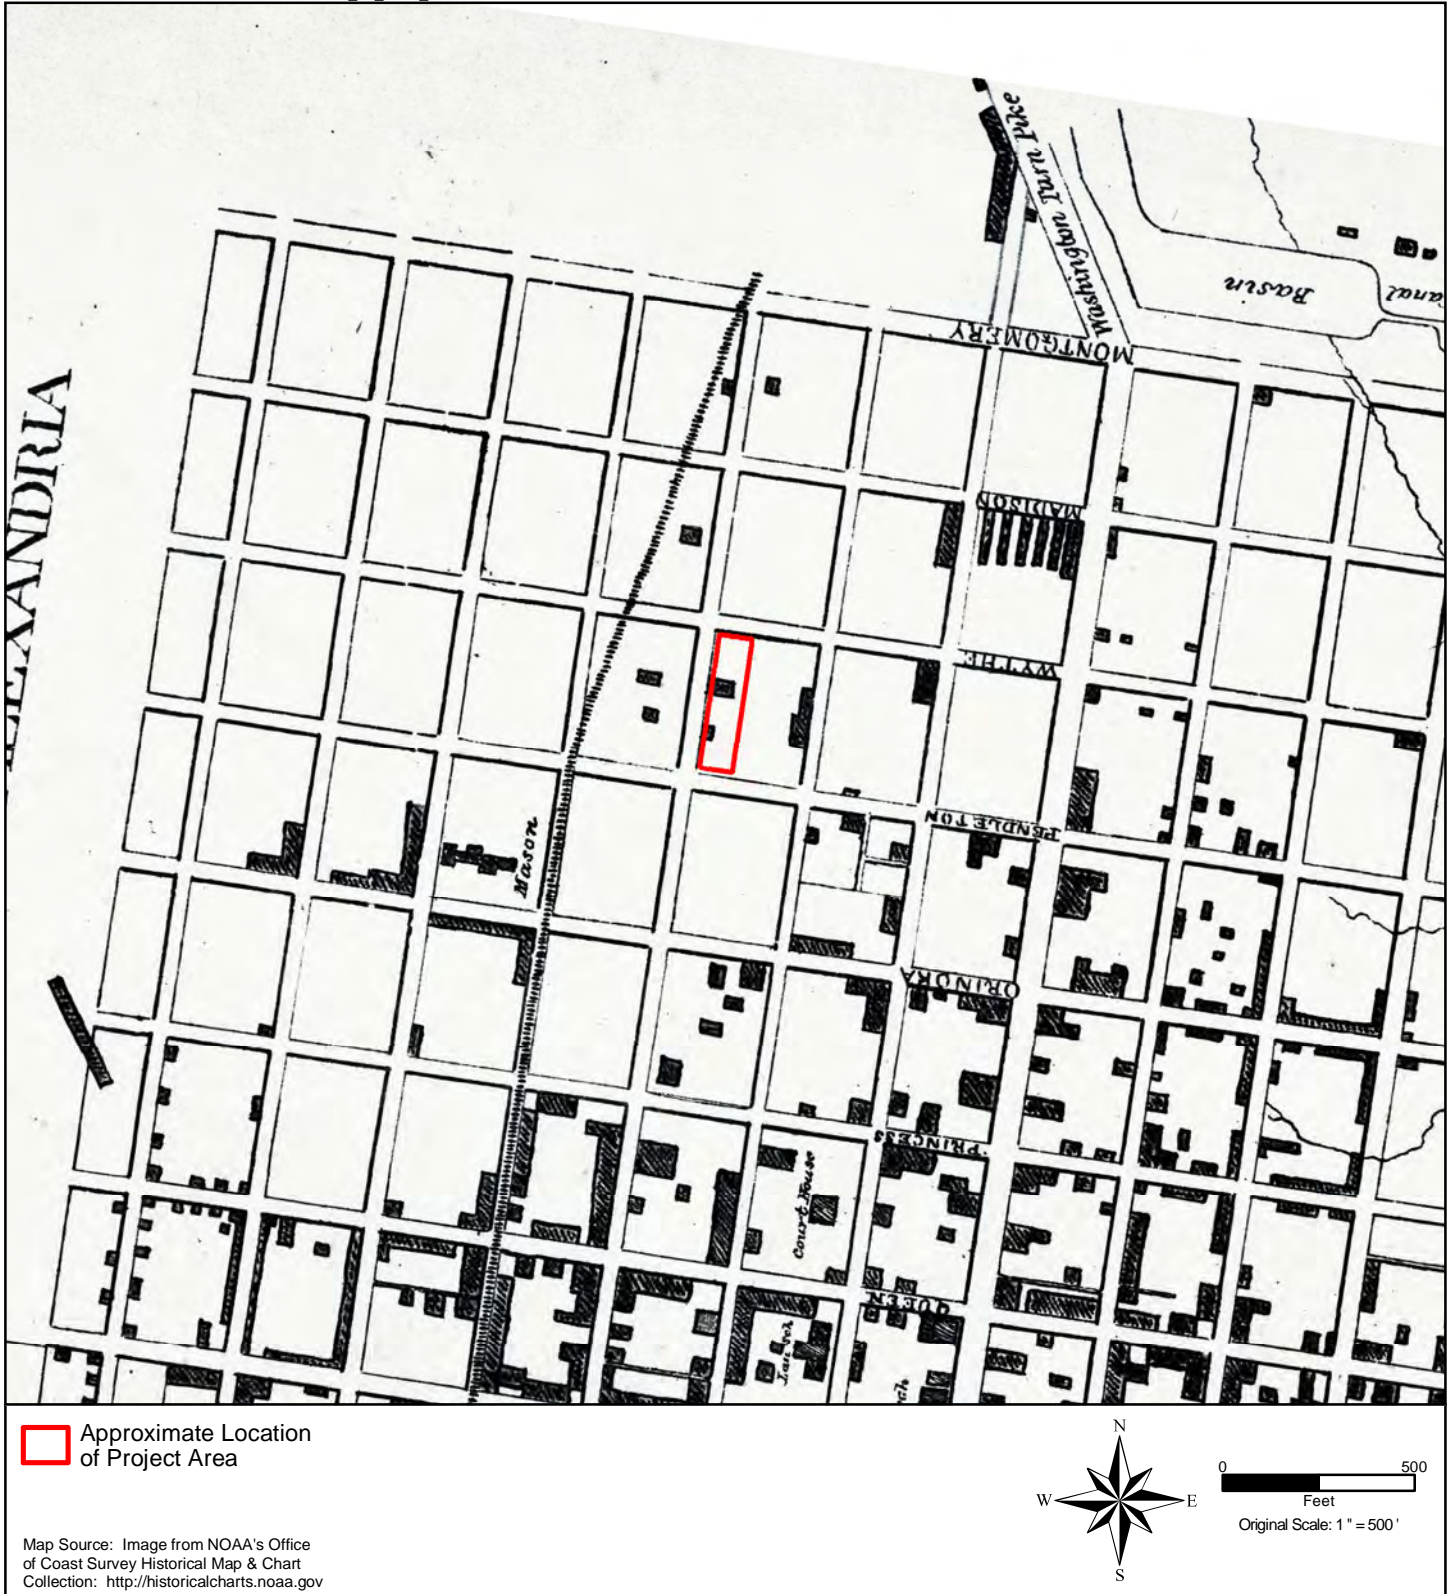 Washington Turn Pike
Basin
anal
MONTGOMERY
EXANDRIA
MADISON
WYTHE
PENDLETON
Mason
ORINOKA
PRINCESS
Court House
QUEEN
Approximate Location
of Project Area
N
W
E
S
0
500
Feet
Original Scale: 1 " = 500 '
Map Source: Image from NOAA's Office
of Coast Survey Historical Map & Chart
Collection: http://historicalcharts.noaa.gov